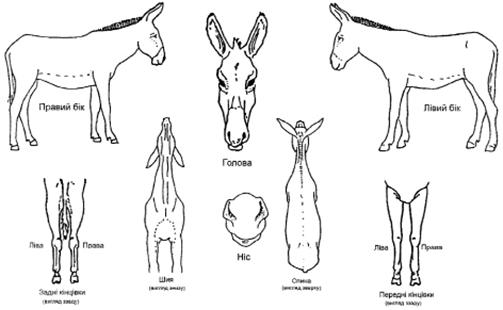 Правий бік
Лівий бік
Голова
Ліва
Права
Ніс
Ліва
Права
Шия
(вигляд знизу)
Спина
(вигляд зверху)
Задні кінцівки
(вигляд ззаду)
Передні кінцівки
(вигляд ззаду)